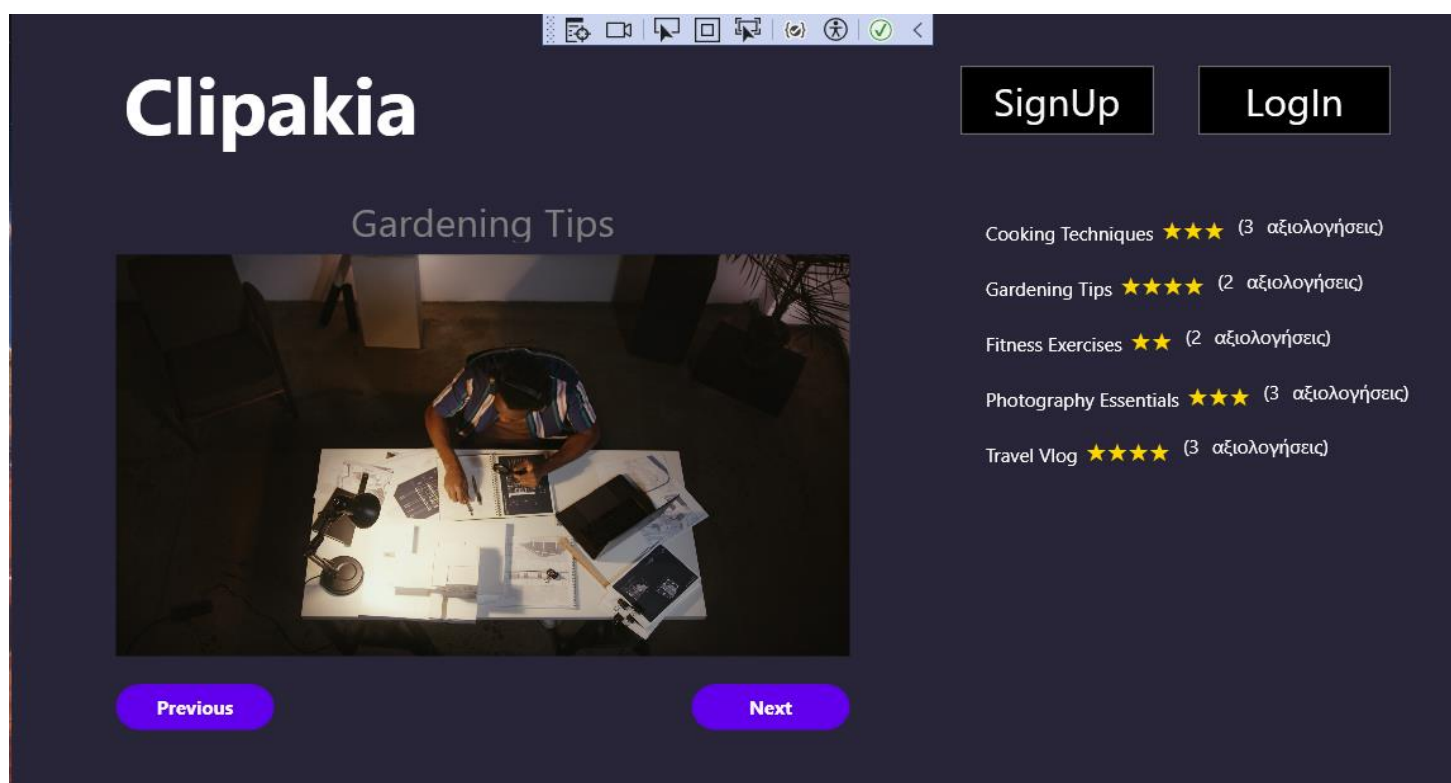 Clipakia
SignUp
LogIn
Gardening Tips
Cooking Techniques ★★★ (3 αξιολογήσεις)
Gardening Tips ★★★★ (2 αξιολογήσεις)
Fitness Exercises ★★ (2 αξιολογήσεις)
Photography Essentials ★★★ (3 αξιολογήσεις)
Travel Vlog ★★★★ (3 αξιολογήσεις)
Previous
Next